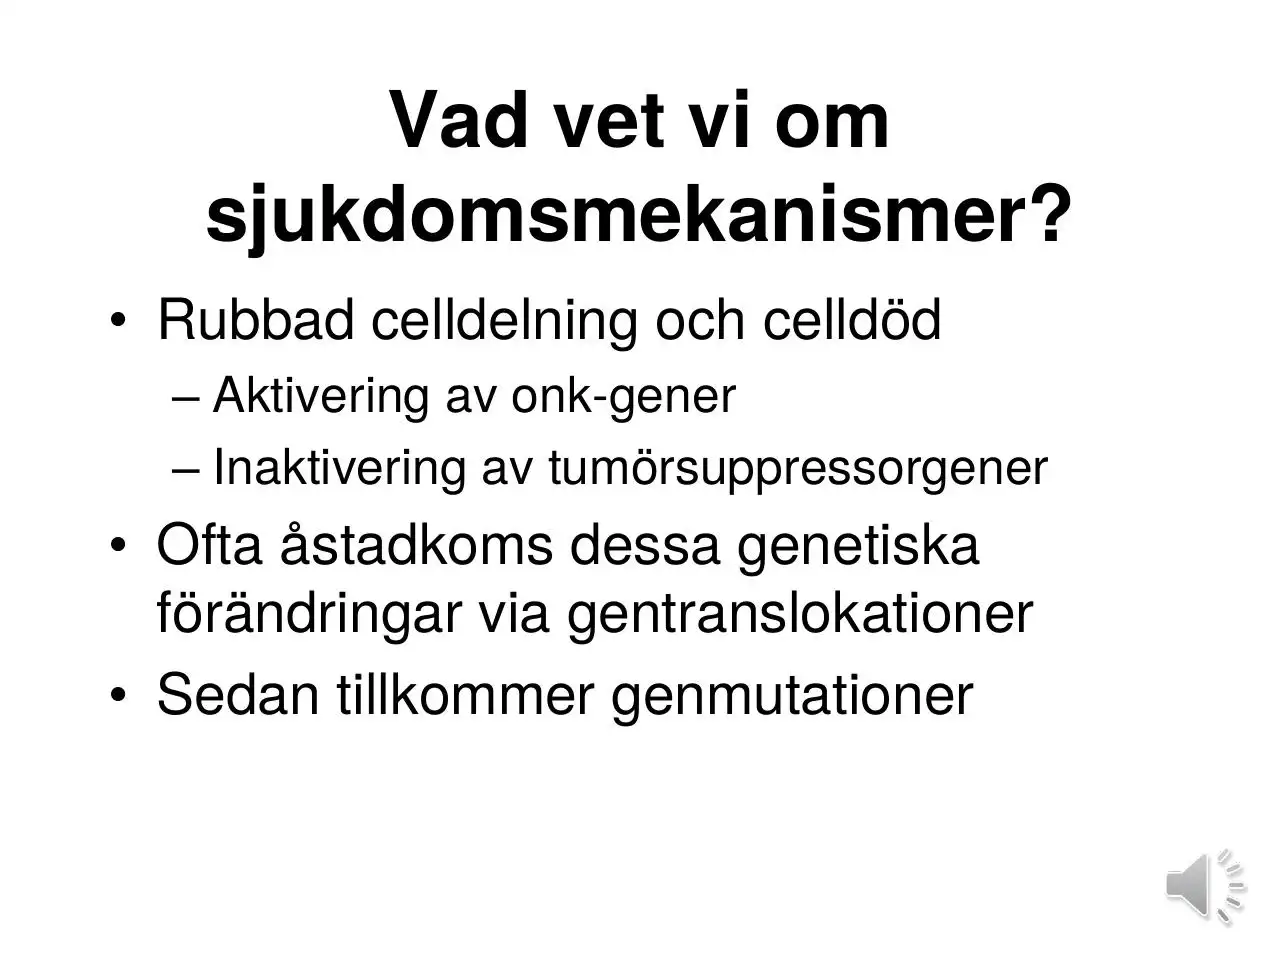 Vad vet vi om
sjukdomsmekanismer?
• Rubbad celldelning och celldöd
– Aktivering av onk-gener
– Inaktivering av tumörsuppressorgener
• Ofta åstadkoms dessa genetiska
förändringar via gentranslokationer
• Sedan tillkommer genmutationer